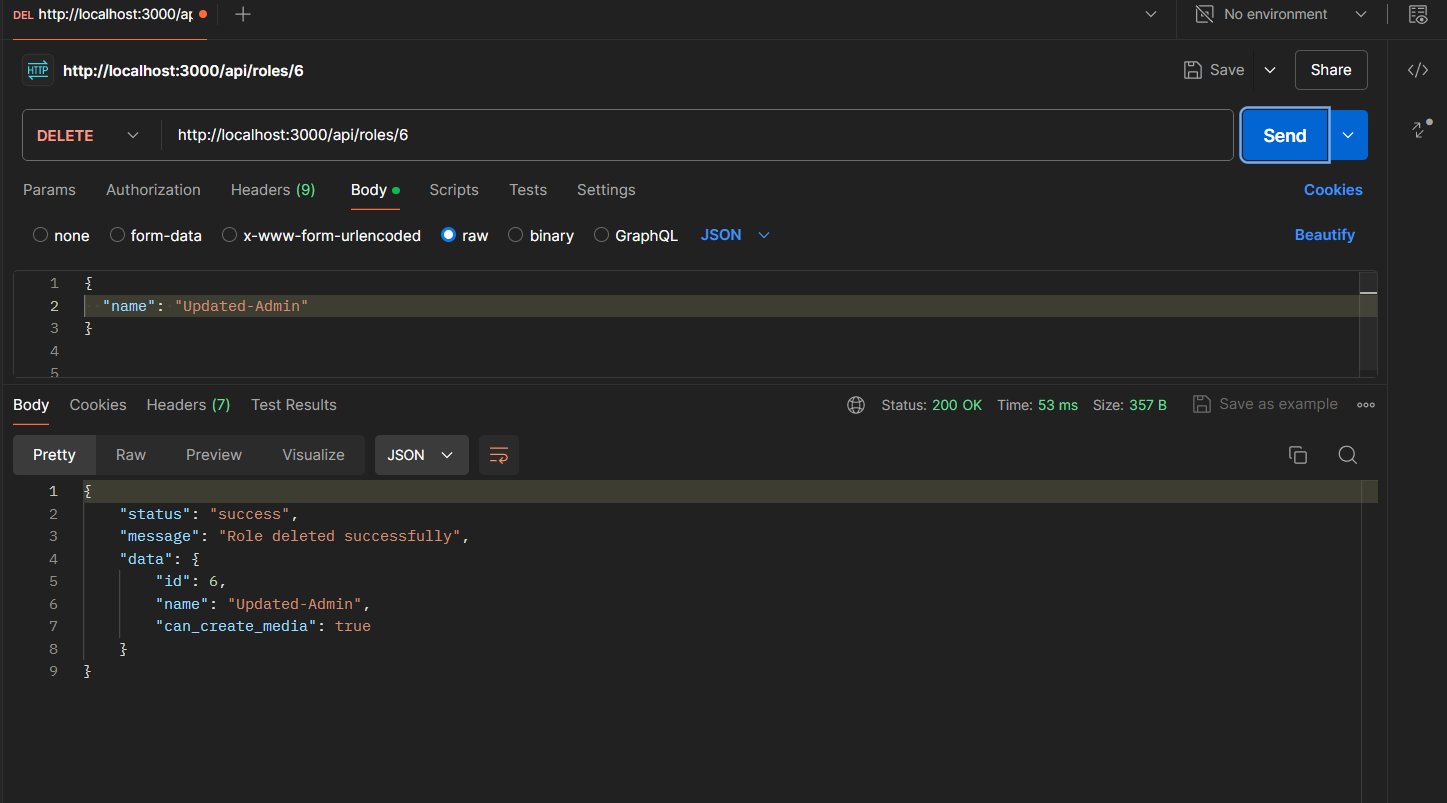 DEL http://localhost:3000/ap
No environment
HTTP http://localhost:3000/api/roles/6
Save
Share
DELETE http://localhost:3000/api/roles/6
Send
Params Authorization Headers (9) Body Scripts Tests Settings Cookies
none form-data x-www-form-urlencoded raw binary GraphQL JSON Beautify
1 {
2 "name": "Updated-Admin"
3 }
4
5
Body Cookies Headers (7) Test Results Status: 200 OK Time: 53 ms Size: 357 B Save as example
Pretty Raw Preview Visualize JSON
1 {
2 "status": "success",
3 "message": "Role deleted successfully",
4 "data": {
5 "id": 6,
6 "name": "Updated-Admin",
7 "can_create_media": true
8 }
9 }